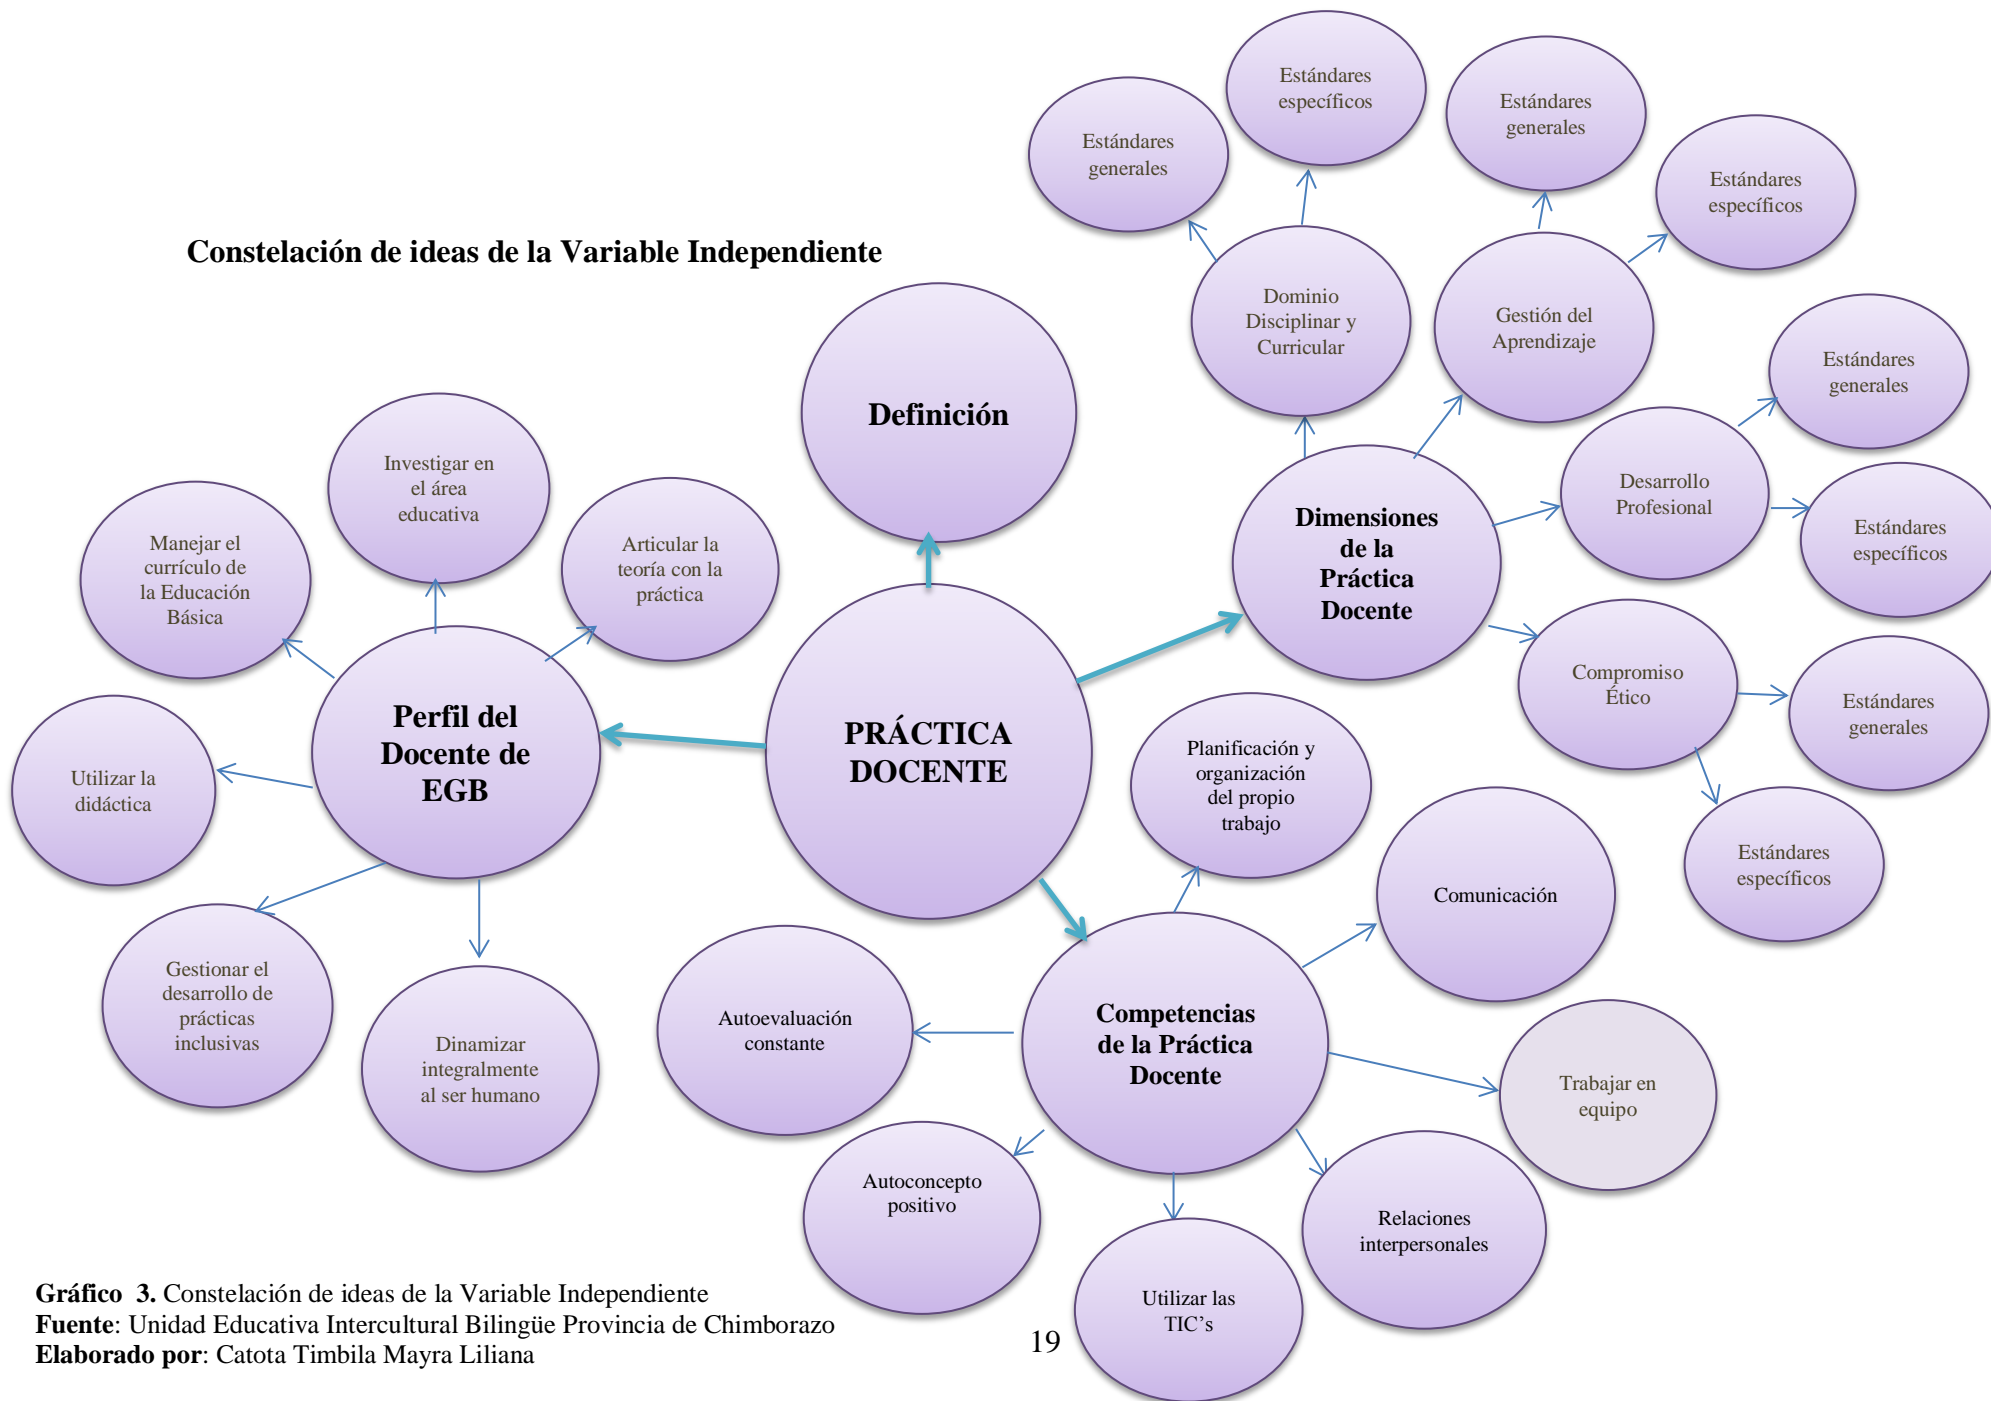 Estándares
específicos
Estándares
generales
Estándares
generales
Estándares
específicos
Constelación de ideas de la Variable Independiente
Dominio
Disciplinar y
Curricular
Gestión del
Aprendizaje
Estándares
generales
Definición
Investigar en
el área
educativa
Desarrollo
Profesional
Dimensiones
de la
Práctica
Docente
Estándares
específicos
Manejar el
currículo de
la Educación
Básica
Articular la
teoría con la
práctica
Compromiso
Ético
Estándares
generales
Perfil del
Docente de
EGB
PRÁCTICA
DOCENTE
Planificación y
organización
del propio
trabajo
Utilizar la
didáctica
Estándares
específicos
Comunicación
Gestionar el
desarrollo de
prácticas
inclusivas
Autoevaluación
constante
Competencias
de la Práctica
Docente
Dinamizar
integralmente
al ser humano
Trabajar en
equipo
Autoconcepto
positivo
Relaciones
interpersonales
Utilizar las
TIC’s
Gráfico 3. Constelación de ideas de la Variable Independiente
Fuente: Unidad Educativa Intercultural Bilingüe Provincia de Chimborazo
Elaborado por: Catota Timbila Mayra Liliana
19